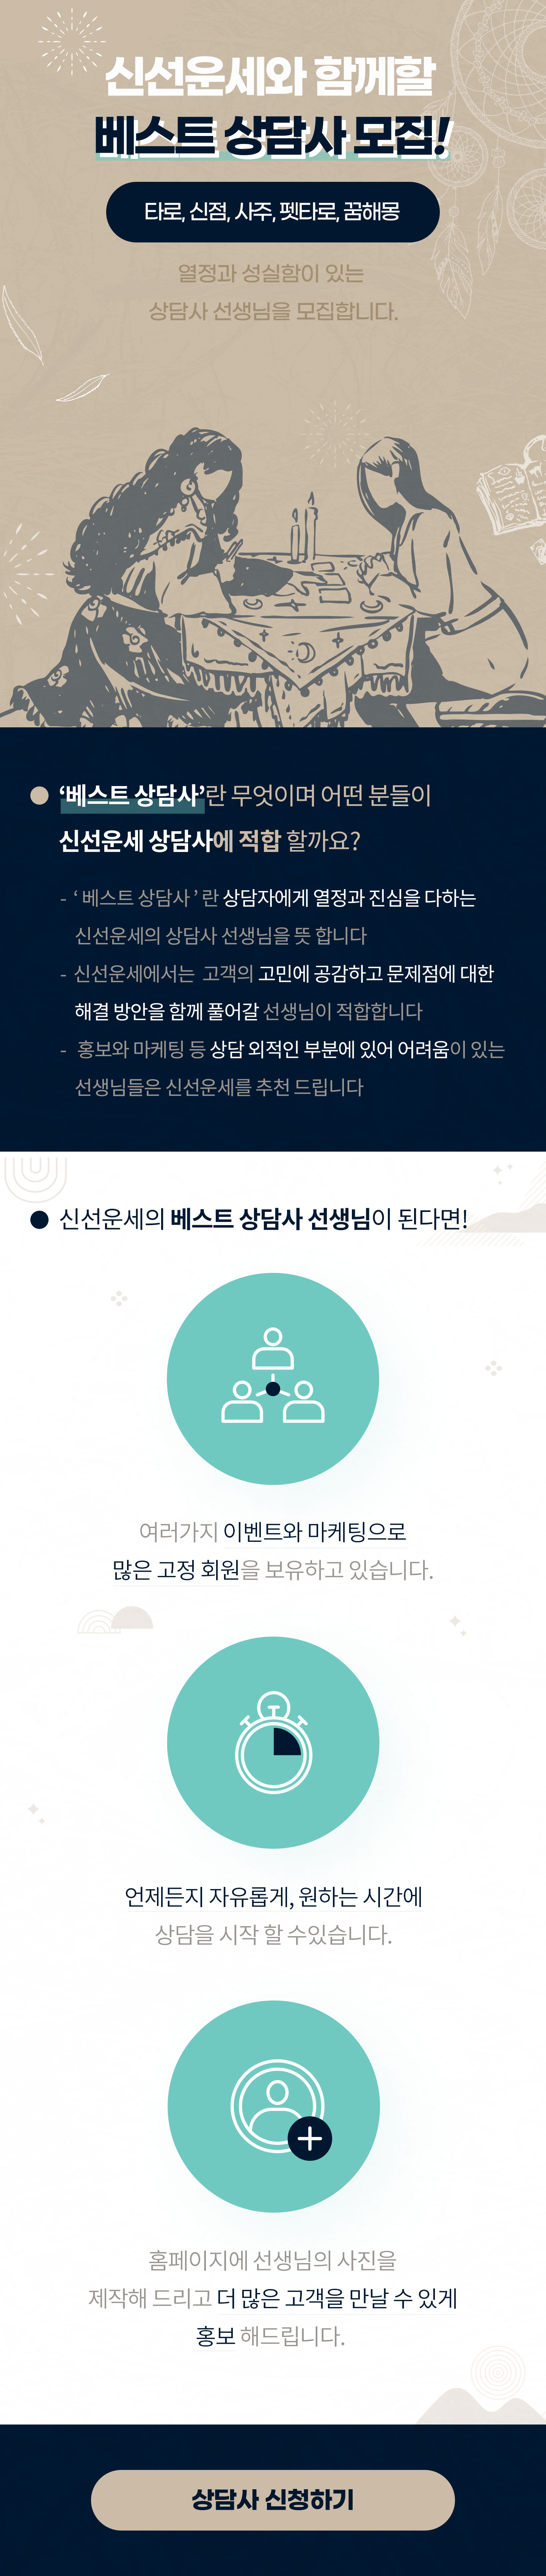 신선운세와 함께할
베스트 상담사 모집!
타로, 신점, 사주, 펫타로, 꿈해몽
열정과 성실함이 있는
상담사 선생님을 모집합니다.
‘베스트 상담사’란 무엇이며 어떤 분들이
신선운세 상담사에 적합 할까요?
- ‘ 베스트 상담사 ’ 란 상담자에게 열정과 진심을 다하는
신선운세의 상담사 선생님을 뜻 합니다
- 신선운세에서는 고객의 고민에 공감하고 문제점에 대한
해결 방안을 함께 풀어갈 선생님이 적합합니다
- 홍보와 마케팅 등 상담 외적인 부분에 있어 어려움이 있는
선생님들은 신선운세를 추천 드립니다
신선운세의 베스트 상담사 선생님이 된다면!
여러가지 이벤트와 마케팅으로
많은 고정 회원을 보유하고 있습니다.
언제든지 자유롭게, 원하는 시간에
상담을 시작 할 수있습니다.
홈페이지에 선생님의 사진을
제작해 드리고 더 많은 고객을 만날 수 있게
홍보 해드립니다.
상담사 신청하기